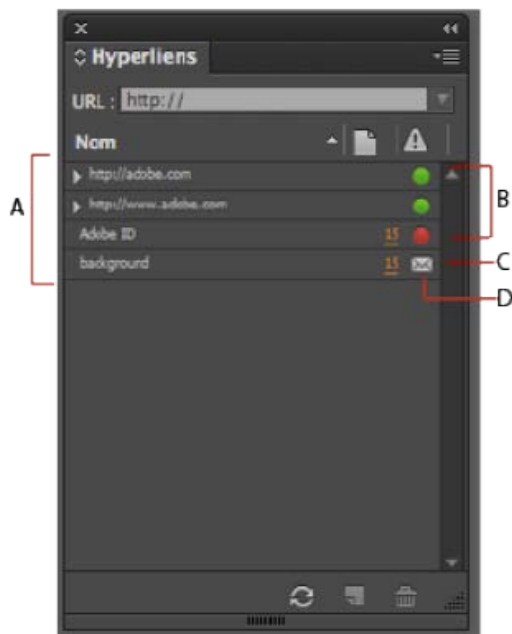 Hyperliens
URL : http://
Nom
http://adobe.com
http://www.adobe.com
Adobe ID 15
background 15
A
B
C
D